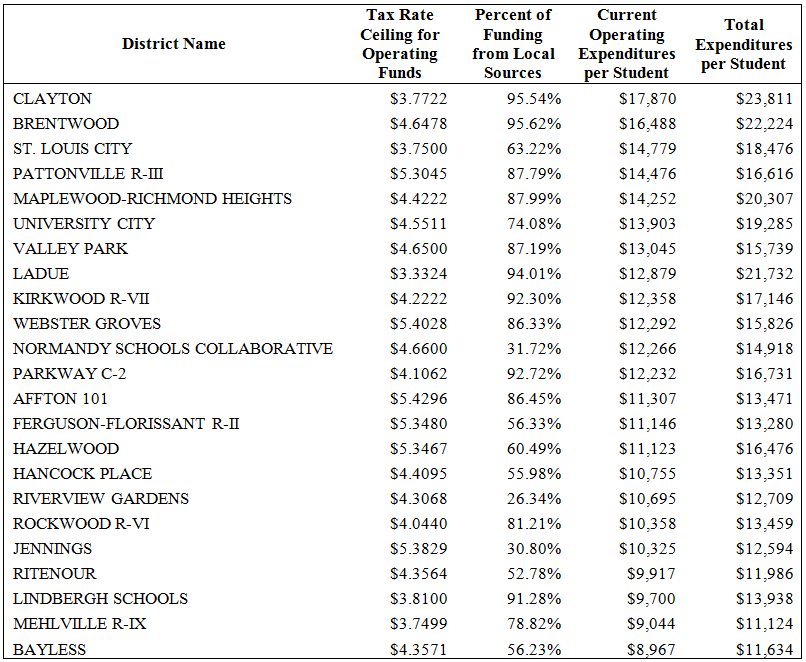 District Name Tax Rate Ceiling for Operating Funds Percent of Funding from Local Sources Current Operating Expenditures per Student Total Expenditures per Student
CLAYTON $3.7722 95.54% $17,870 $23,811
BRENTWOOD $4.6478 95.62% $16,488 $22,224
ST. LOUIS CITY $3.7500 63.22% $14,779 $18,476
PATTONVILLE R-III $5.3045 87.79% $14,476 $16,616
MAPLEWOOD-RICHMOND HEIGHTS $4.4222 87.99% $14,252 $20,307
UNIVERSITY CITY $4.5511 74.08% $13,903 $19,285
VALLEY PARK $4.6500 87.19% $13,045 $15,739
LADUE $3.3324 94.01% $12,879 $21,732
KIRKWOOD R-VII $4.2222 92.30% $12,358 $17,146
WEBSTER GROVES $5.4028 86.33% $12,292 $15,826
NORMANDY SCHOOLS COLLABORATIVE $4.6600 31.72% $12,266 $14,918
PARKWAY C-2 $4.1062 92.72% $12,232 $16,731
AFFTON 101 $5.4296 86.45% $11,307 $13,471
FERGUSON-FLORISSANT R-II $5.3480 56.33% $11,146 $13,280
HAZELWOOD $5.3467 60.49% $11,123 $16,476
HANCOCK PLACE $4.4095 55.98% $10,755 $13,351
RIVERVIEW GARDENS $4.3068 26.34% $10,695 $12,709
ROCKWOOD R-VI $4.0440 81.21% $10,358 $13,459
JENNINGS $5.3829 30.80% $10,325 $12,594
RITENOUR $4.3564 52.78% $9,917 $11,986
LINDBERGH SCHOOLS $3.8100 91.28% $9,700 $13,938
MEHLVILLE R-IX $3.7499 78.82% $9,044 $11,124
BAYLESS $4.3571 56.23% $8,967 $11,634